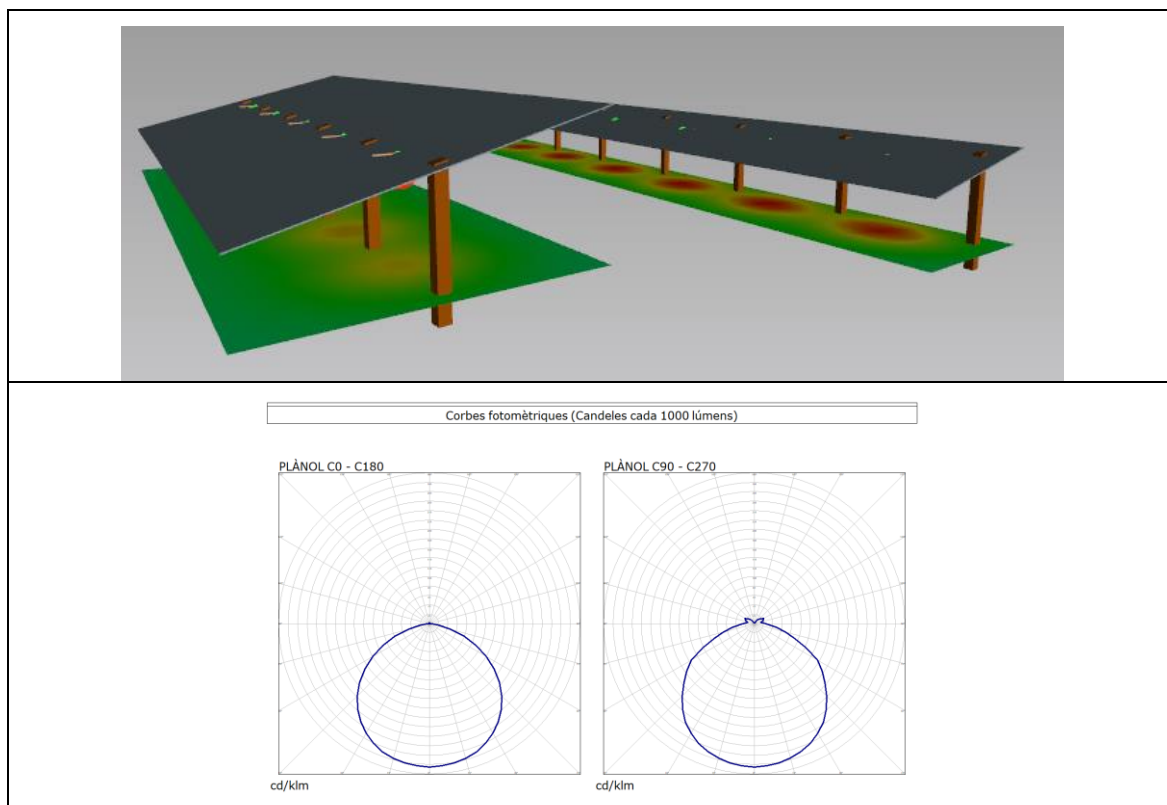 Corbes fotomètriques (Candeles cada 1000 lúmens)
PLÀNOL C0 - C180
PLÀNOL C90 - C270
cd/klm
cd/klm